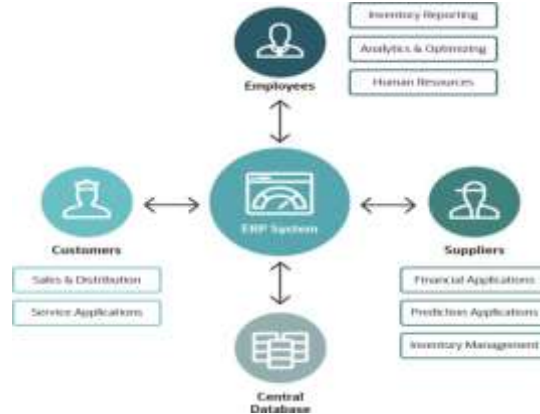 Inventory Reporting
Analytics & Optimizing
Human Resources
Employees
ERP System
Customers
Sales & Distribution
Service Applications
Suppliers
Financial Applications
Prediction Applications
Inventory Management
Central
Database